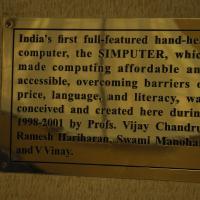 India's first full-featured hand-he
computer, the SIMPUTER, whic
made computing affordable an
accessible, overcoming barriers o
price, language, and literacy, wa
conceived and created here durin
1998-2001 by Profs. Vijay Chandru
Ramesh Hariharan, Swami Manohar
and V Vinay.